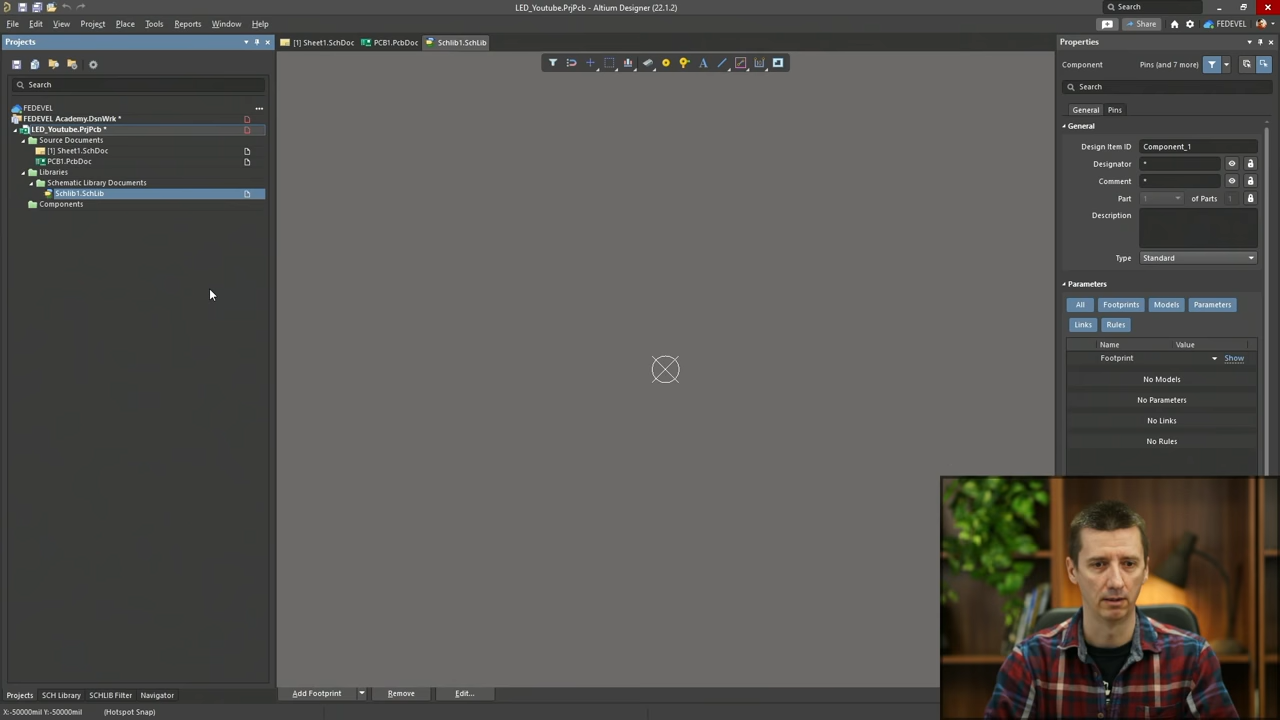 LED_Youtube.PrjPcb - Altium Designer (22.1.2)
Search
File Edit View Project Place Tools Reports Window Help
Share
FEDEVEL
Projects
[1] Sheet1.SchDoc
PCB1.PcbDoc
Schlib1.SchLib
Properties
Component
Pins (and 7 more)
Search
Search
FEDEVEL
FEDEVEL Academy.DsnWrk *
LED_Youtube.PrjPcb *
Source Documents
[1] Sheet1.SchDoc
PCB1.PcbDoc
Libraries
Schematic Library Documents
Schlib1.SchLib
Components
General
Pins
General
Design Item ID Component_1
Designator *
Comment *
Part 1 of Parts 1
Description
Type Standard
Parameters
All Footprints Models Parameters
Links Rules
Name Value
Footprint Show
No Models
No Parameters
No Links
No Rules
Add Footprint Remove Edit...
Projects SCH Library SCHLIB Filter Navigator
X:-50000mil Y:-50000mil (Hotspot Snap)